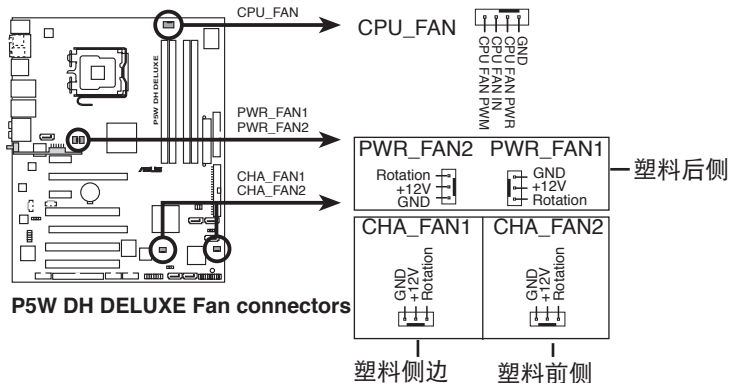 CPU_FAN
CPU_FAN
GND
CPU FAN PWR
CPU FAN IN
CPU FAN PWM
P5W DH DELUXE
PWR_FAN1
PWR_FAN2
PWR_FAN2
PWR_FAN1
Rotation
+12V
GND
GND
+12V
Rotation
塑料后侧
ASUS
CHA_FAN1
CHA_FAN2
CHA_FAN1
CHA_FAN2
GND
+12V
Rotation
GND
+12V
Rotation
P5W DH DELUXE Fan connectors
塑料侧边
塑料前侧